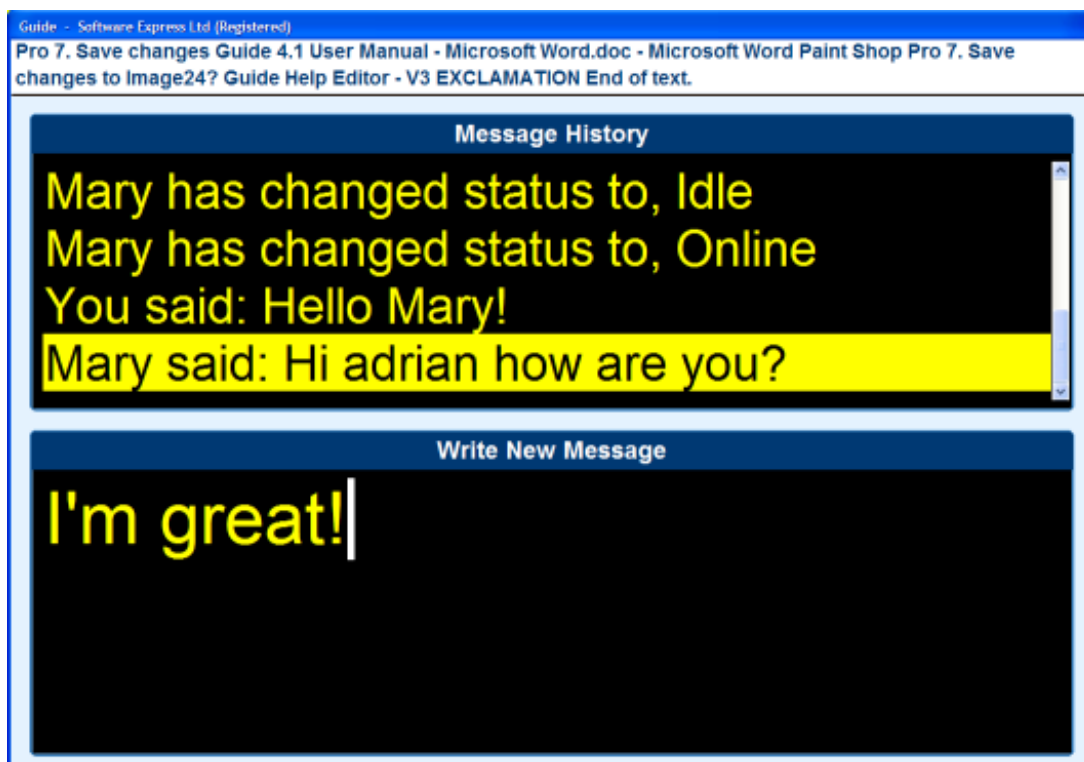 Guide - Software Express Ltd (Registered)
Pro 7. Save changes Guide 4.1 User Manual - Microsoft Word.doc - Microsoft Word Paint Shop Pro 7. Save
changes to Image24? Guide Help Editor - V3 EXCLAMATION End of text.
Message History
Mary has changed status to, Idle
Mary has changed status to, Online
You said: Hello Mary!
Mary said: Hi adrian how are you?
Write New Message
I'm great!